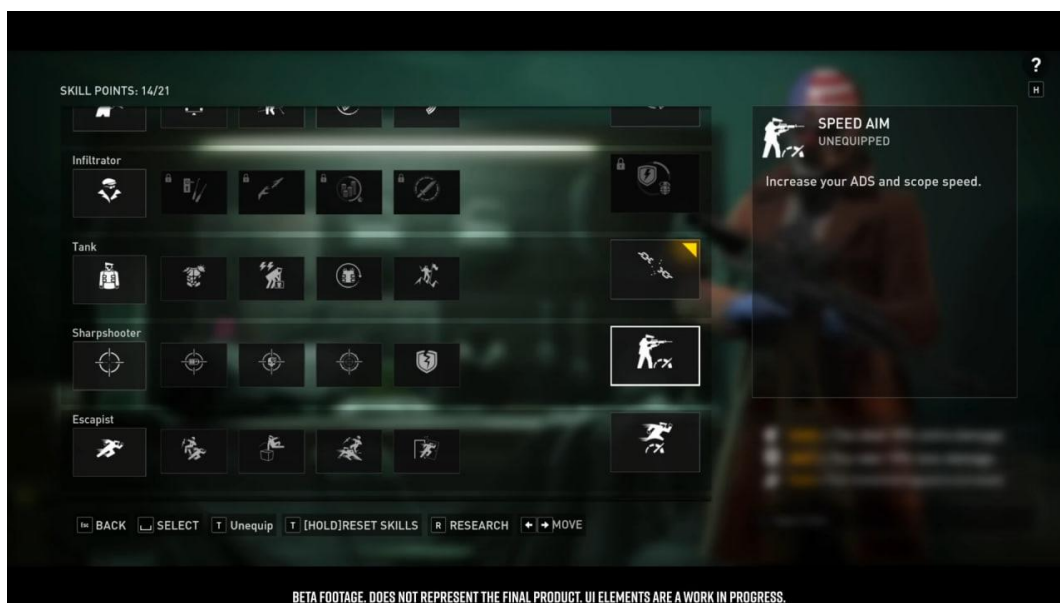 ?
SKILL POINTS: 14/21
H
SPEED AIM
UNEQUIPPED
Infiltrator
Increase your ADS and scope speed.
Tank
Sharpshooter
Escapist
Esc BACK SELECT T Unequip T [HOLD]RESET SKILLS R RESEARCH MOVE
BETA FOOTAGE. DOES NOT REPRESENT THE FINAL PRODUCT. UI ELEMENTS ARE A WORK IN PROGRESS.